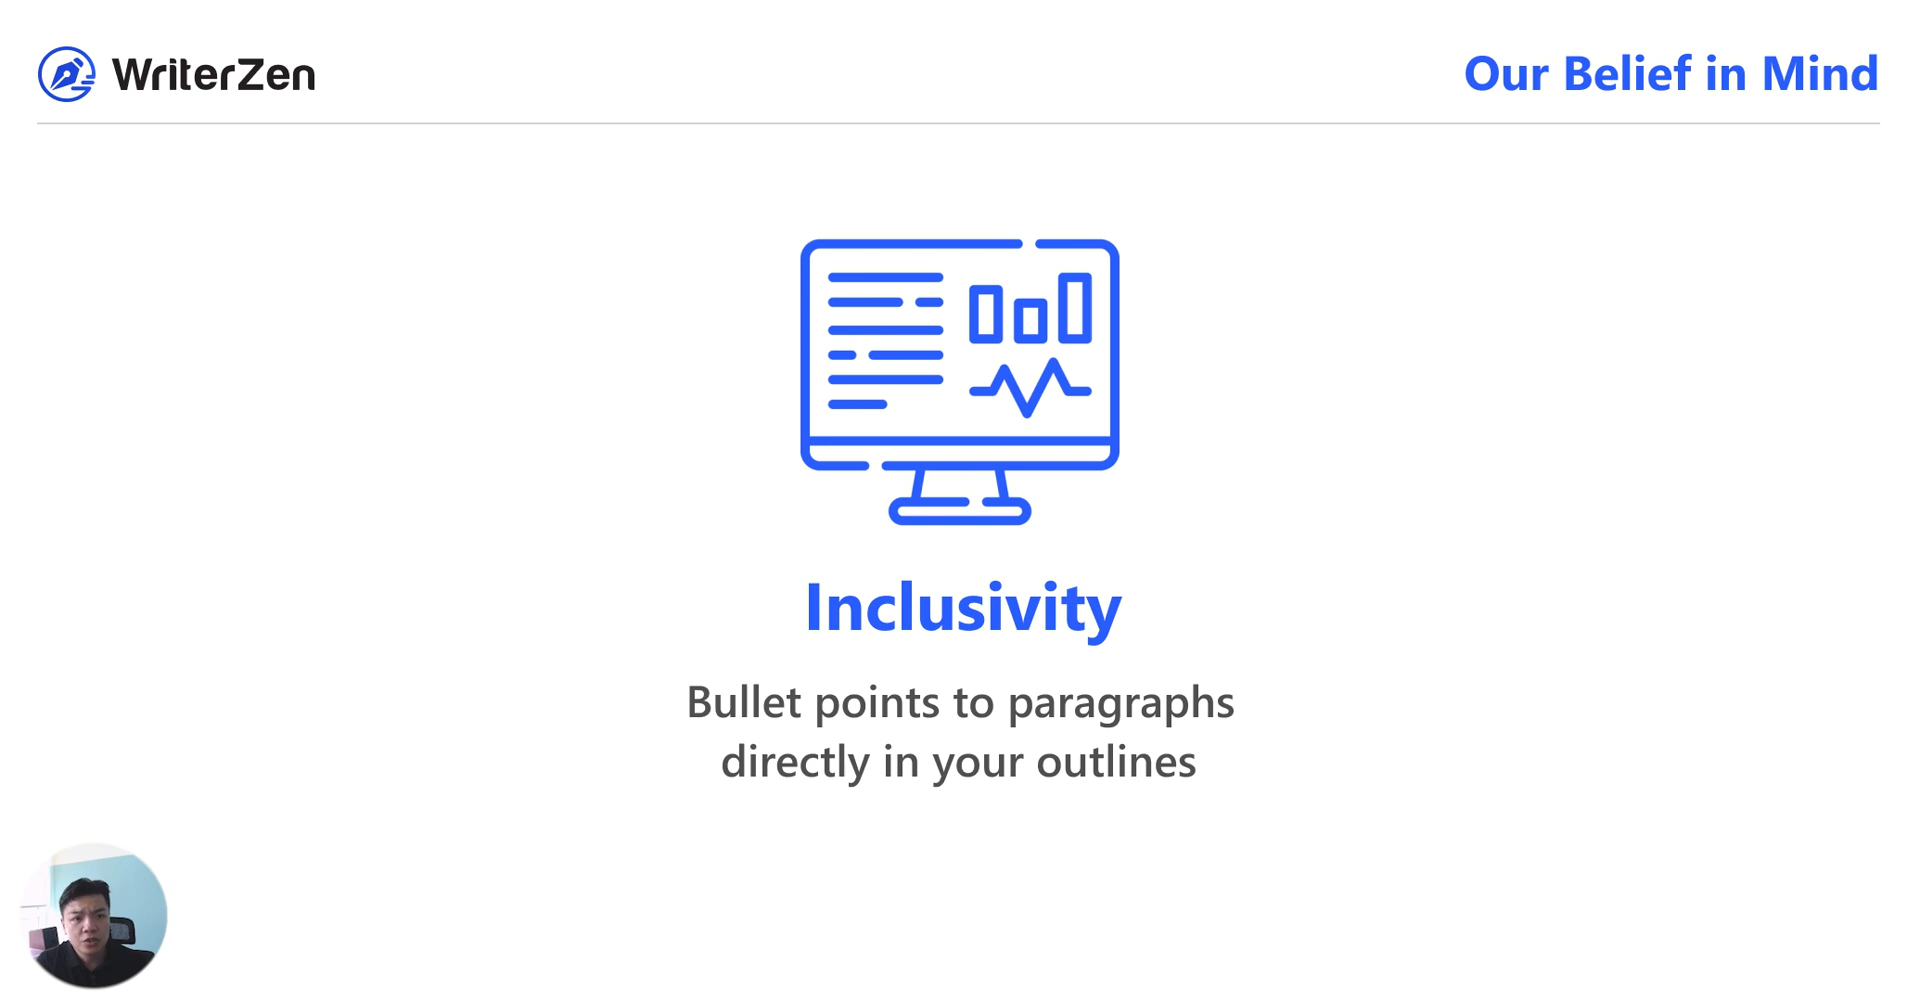 WriterZen
Our Belief in Mind
Inclusivity
Bullet points to paragraphs
directly in your outlines